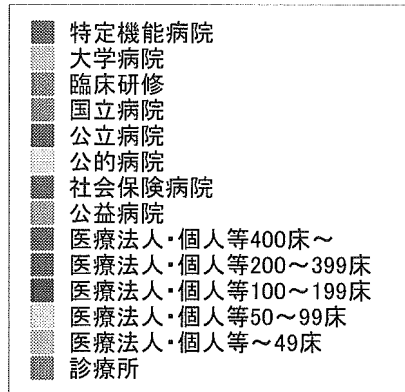 特定機能病院
大学病院
臨床研修
国立病院
公立病院
公的病院
社会保険病院
公益病院
医療法人・個人等400床～
医療法人・個人等200～399床
医療法人・個人等100～199床
医療法人・個人等50～99床
医療法人・個人等～49床
診療所